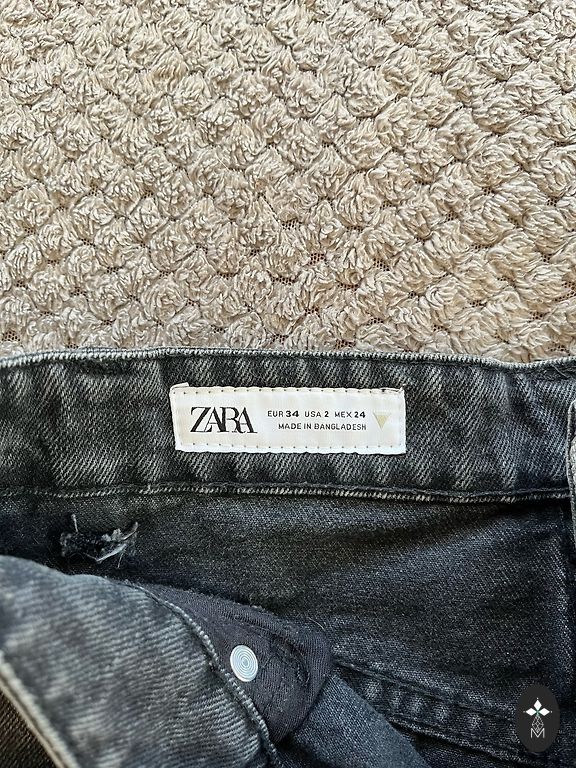 ZARA
EUR 34 USA 2 MEX 24
MADE IN BANGLADESH
M